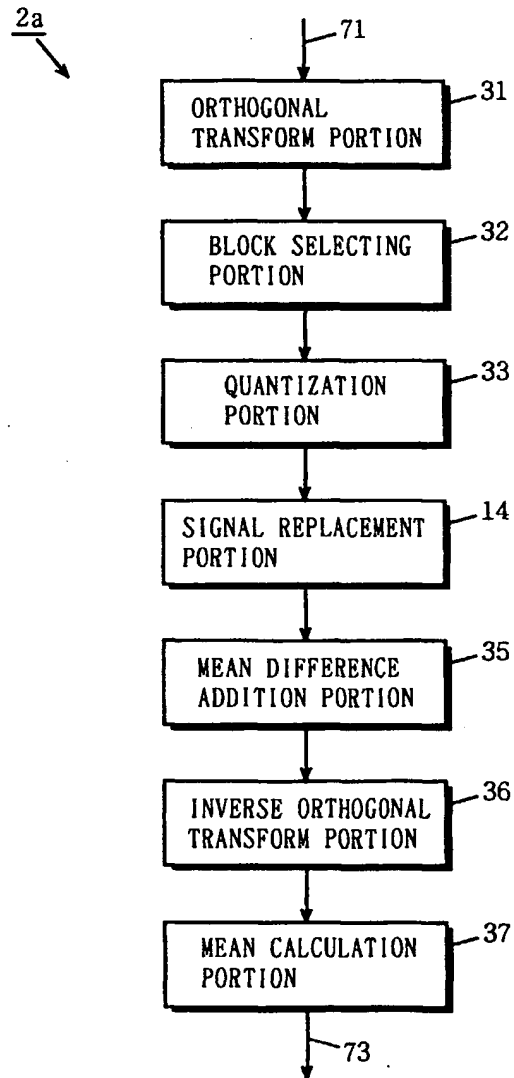 2a
71
31
ORTHOGONAL
TRANSFORM PORTION
32
BLOCK SELECTING
PORTION
33
QUANTIZATION
PORTION
14
SIGNAL REPLACEMENT
PORTION
35
MEAN DIFFERENCE
ADDITION PORTION
36
INVERSE ORTHOGONAL
TRANSFORM PORTION
37
MEAN CALCULATION
PORTION
73